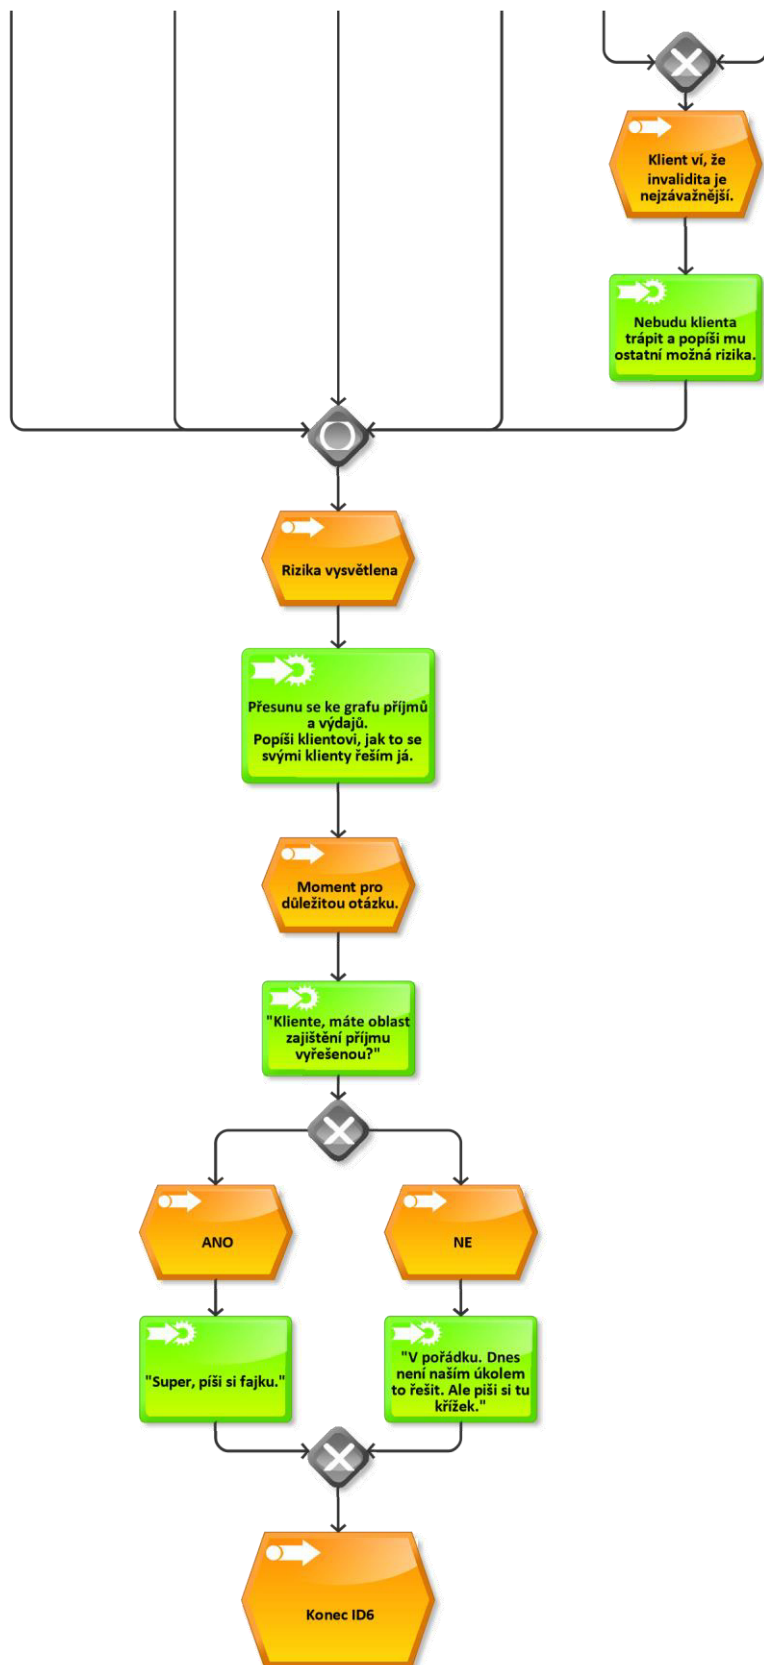 Klient ví, že
invalidita je
nejzávažnější.
Nebudu klienta
trápit a popíši mu
ostatní možná rizika.
Rizika vysvětlena
Přesunu se ke grafu příjmů
a výdajů.
Popíši klientovi, jak to se
svými klienty řeším já.
Moment pro
důležitou otázku.
"Kliente, máte oblast
zajištění příjmu
vyřešenou?"
ANO
NE
"Super, píši si fajku."
"V pořádku. Dnes
není naším úkolem
to řešit. Ale piši si tu
křížek."
Konec ID6